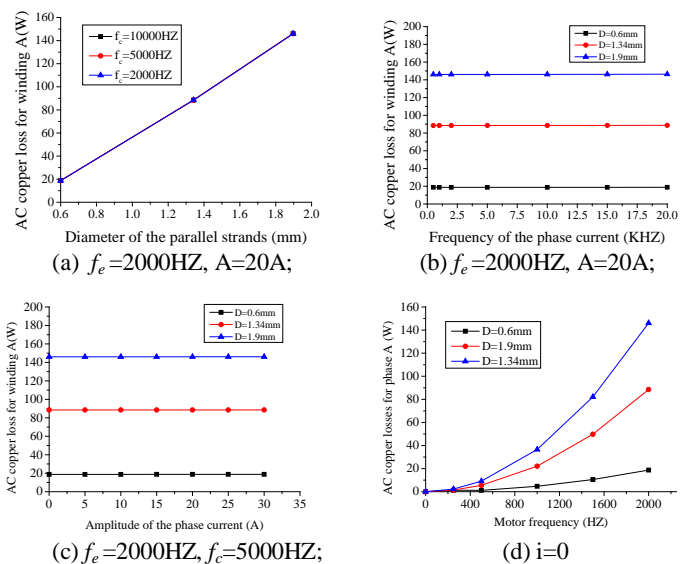 AC copper loss for winding A(W)
160
140
120
100
80
60
40
20
0
0.6 0.8 1.0 1.2 1.4 1.6 1.8 2.0
f_c=10000HZ
f_c=5000HZ
f_c=2000HZ
Diameter of the parallel strands (mm)
(a) f_e=2000HZ, A=20A;
AC copper loss for winding A(W)
200
180
160
140
120
100
80
60
40
20
0
0.0 2.5 5.0 7.5 10.0 12.5 15.0 17.5 20.0
D=0.6mm
D=1.34mm
D=1.9mm
Frequency of the phase current (KHZ)
(b) f_e=2000HZ, A=20A;
AC copper loss for winding A(W)
200
180
160
140
120
100
80
60
40
20
0
0 5 10 15 20 25 30 35
D=0.6mm
D=1.34mm
D=1.9mm
Amplitude of the phase current (A)
(c) f_e=2000HZ, f_c=5000HZ;
AC copper losses for phase A (W)
160
140
120
100
80
60
40
20
0
0 400 800 1200 1600 2000
D=0.6mm
D=1.9mm
D=1.34mm
Motor frequency (HZ)
(d) i=0